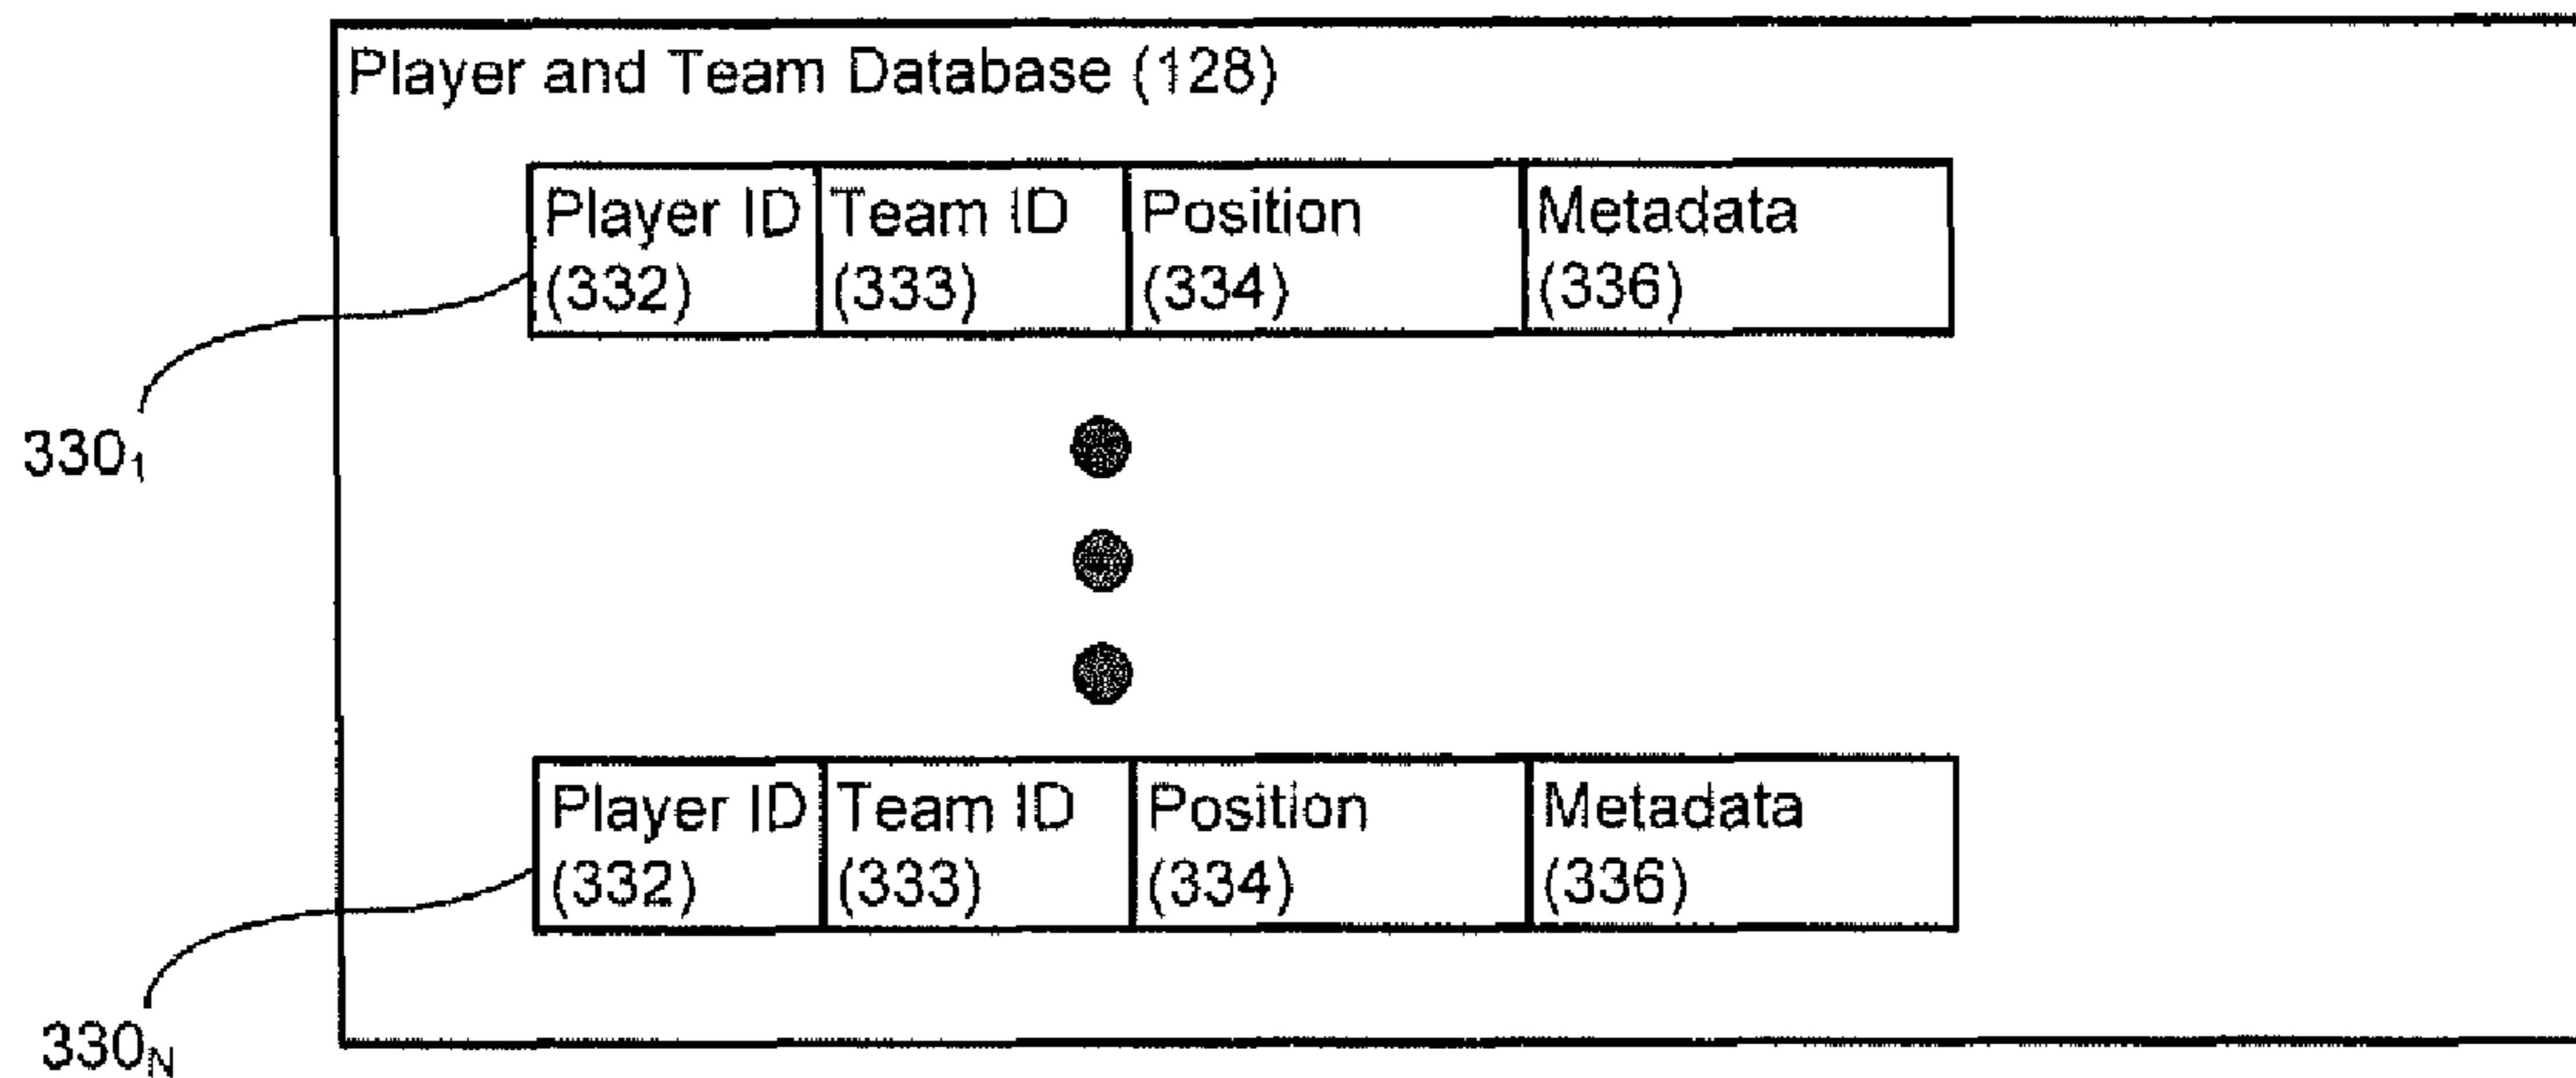 Player and Team Database (128)
Player ID Team ID Position Metadata
(332) (333) (334) (336)
330₁
Player ID Team ID Position Metadata
(332) (333) (334) (336)
330N